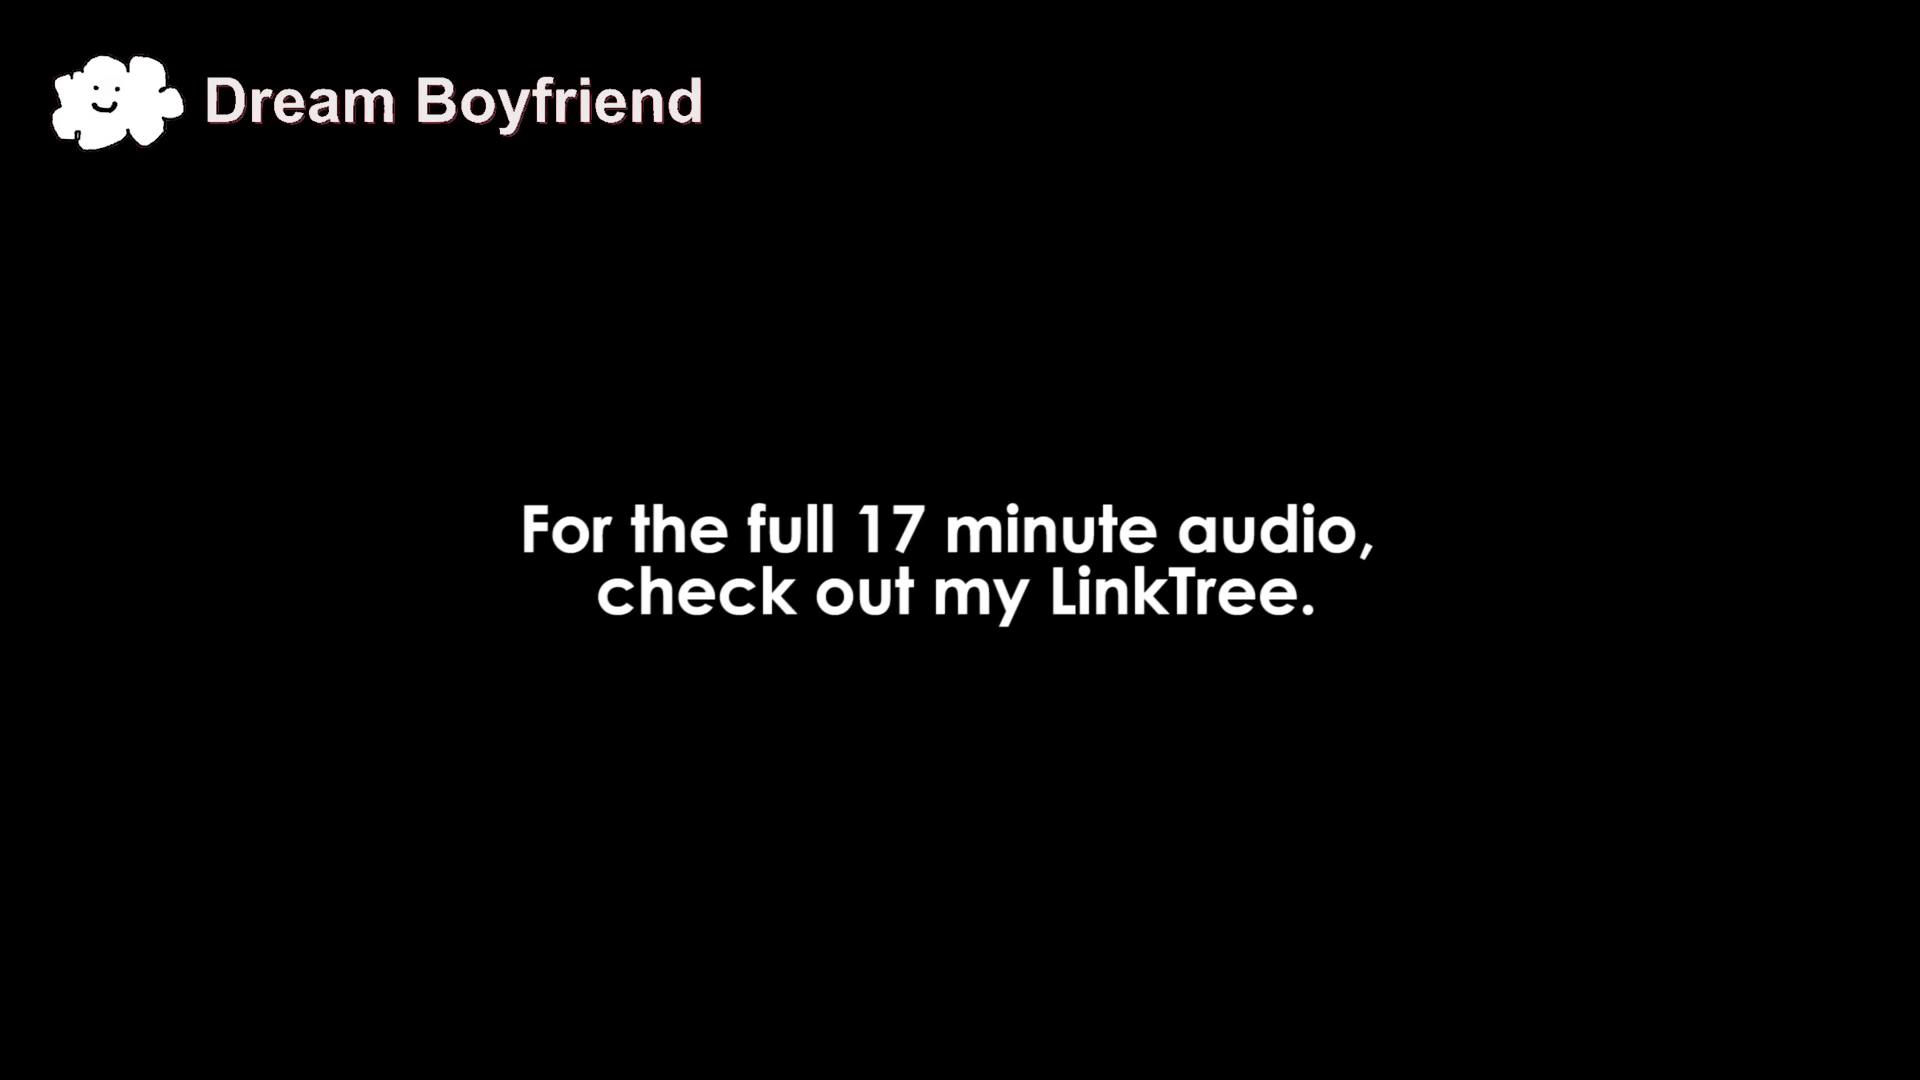 Dream Boyfriend
For the full 17 minute audio,
check out my LinkTree.